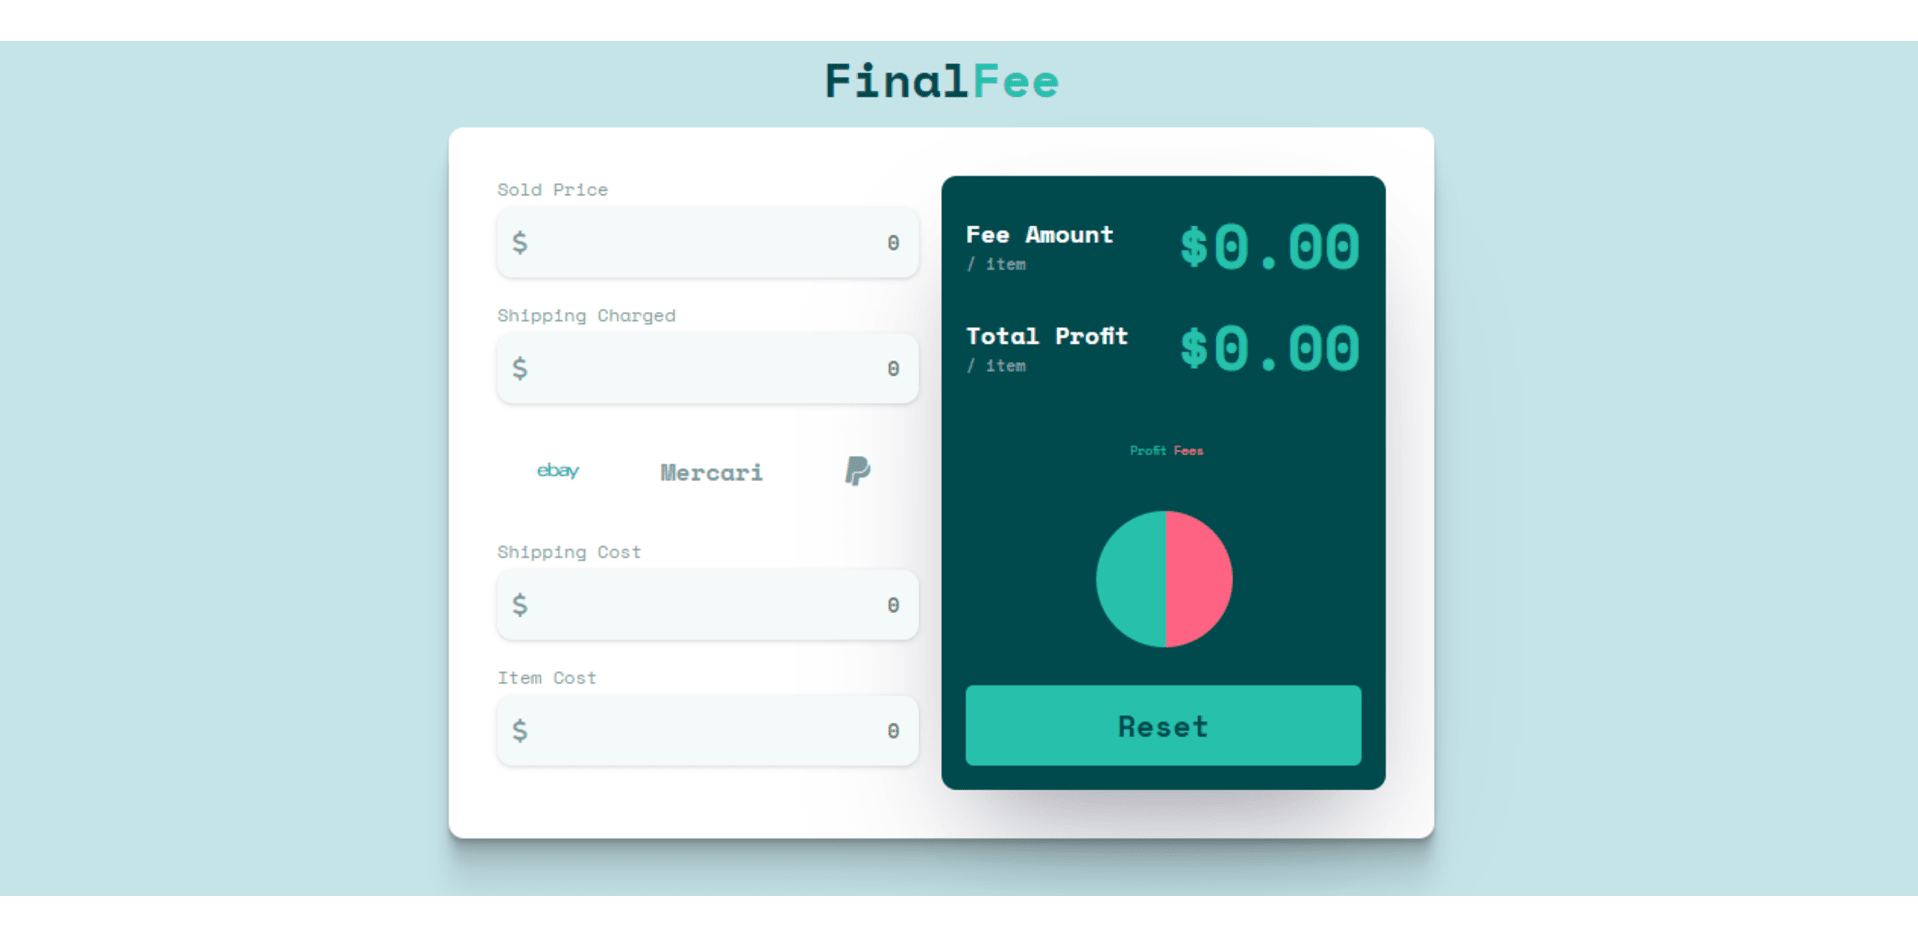 FinalFee
Sold Price
$ 0
Shipping Charged
$ 0
ebay Mercari
Shipping Cost
$ 0
Item Cost
$ 0
Fee Amount $0.00
/ item
Total Profit $0.00
/ item
Profit Fees
Reset